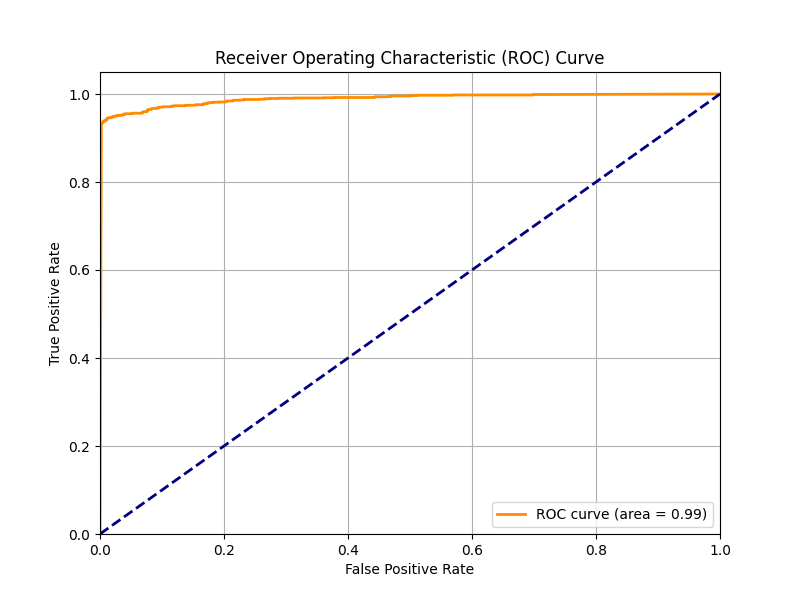 Receiver Operating Characteristic (ROC) Curve
True Positive Rate
1.0
0.8
0.6
0.4
0.2
0.0
ROC curve (area = 0.99)
0.0 0.2 0.4 0.6 0.8 1.0
False Positive Rate